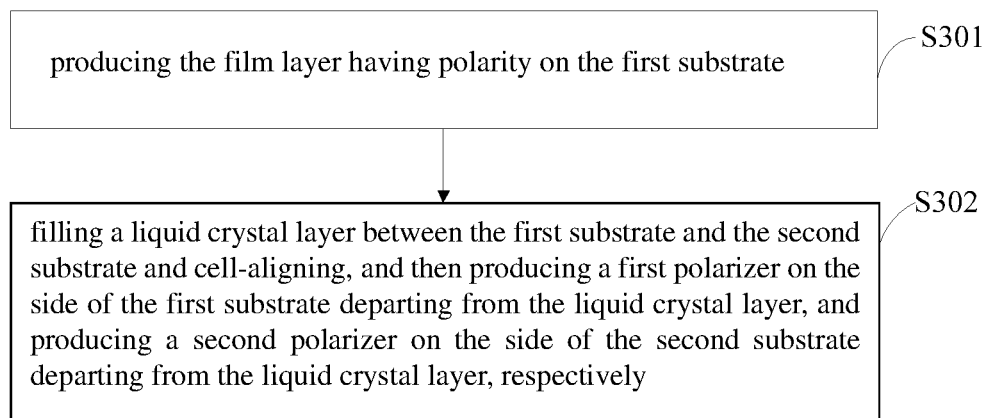 producing the film layer having polarity on the first substrate
S301
S302
filling a liquid crystal layer between the first substrate and the second
substrate and cell-aligning, and then producing a first polarizer on the
side of the first substrate departing from the liquid crystal layer, and
producing a second polarizer on the side of the second substrate
departing from the liquid crystal layer, respectively